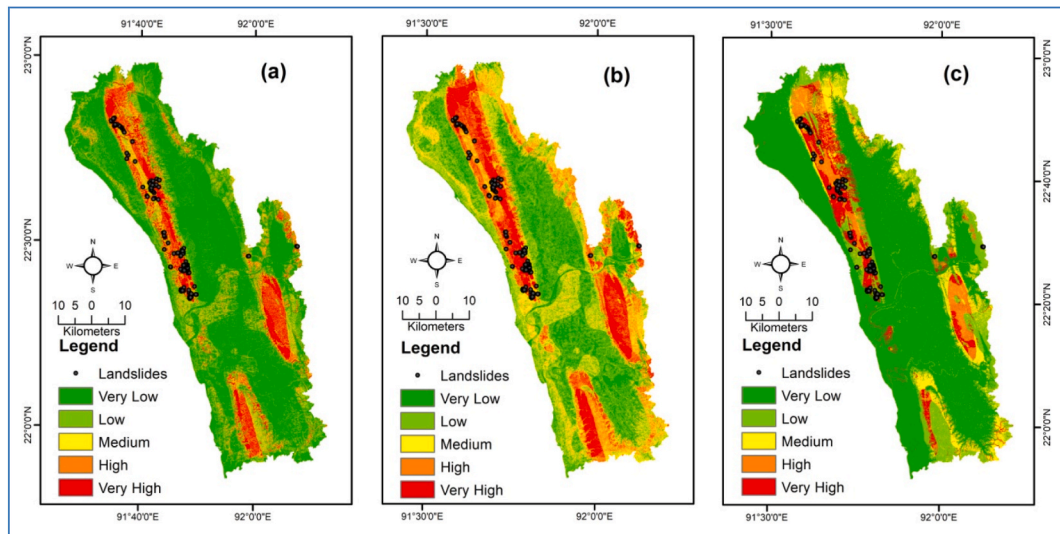 91°40'0"E 92°0'0"E
23°0'0"N
22°30'0"N
22°0'0"N
(a)
N
W E
S
10 0 10
Kilometers
Legend
Landslides
Very Low
Low
Medium
High
Very High
91°40'0"E 92°0'0"E
91°30'0"E 92°0'0"E
(b)
N
W E
S
10 0 10
Kilometers
Legend
Landslides
Very Low
Low
Medium
High
Very High
91°30'0"E 92°0'0"E
91°30'0"E 92°0'0"E
(c)
23°0'0"N
22°40'0"N
22°20'0"N
22°0'0"N
N
W E
S
10 0 10
Kilometers
Legend
Landslides
Very Low
Low
Medium
High
Very High
91°30'0"E 92°0'0"E